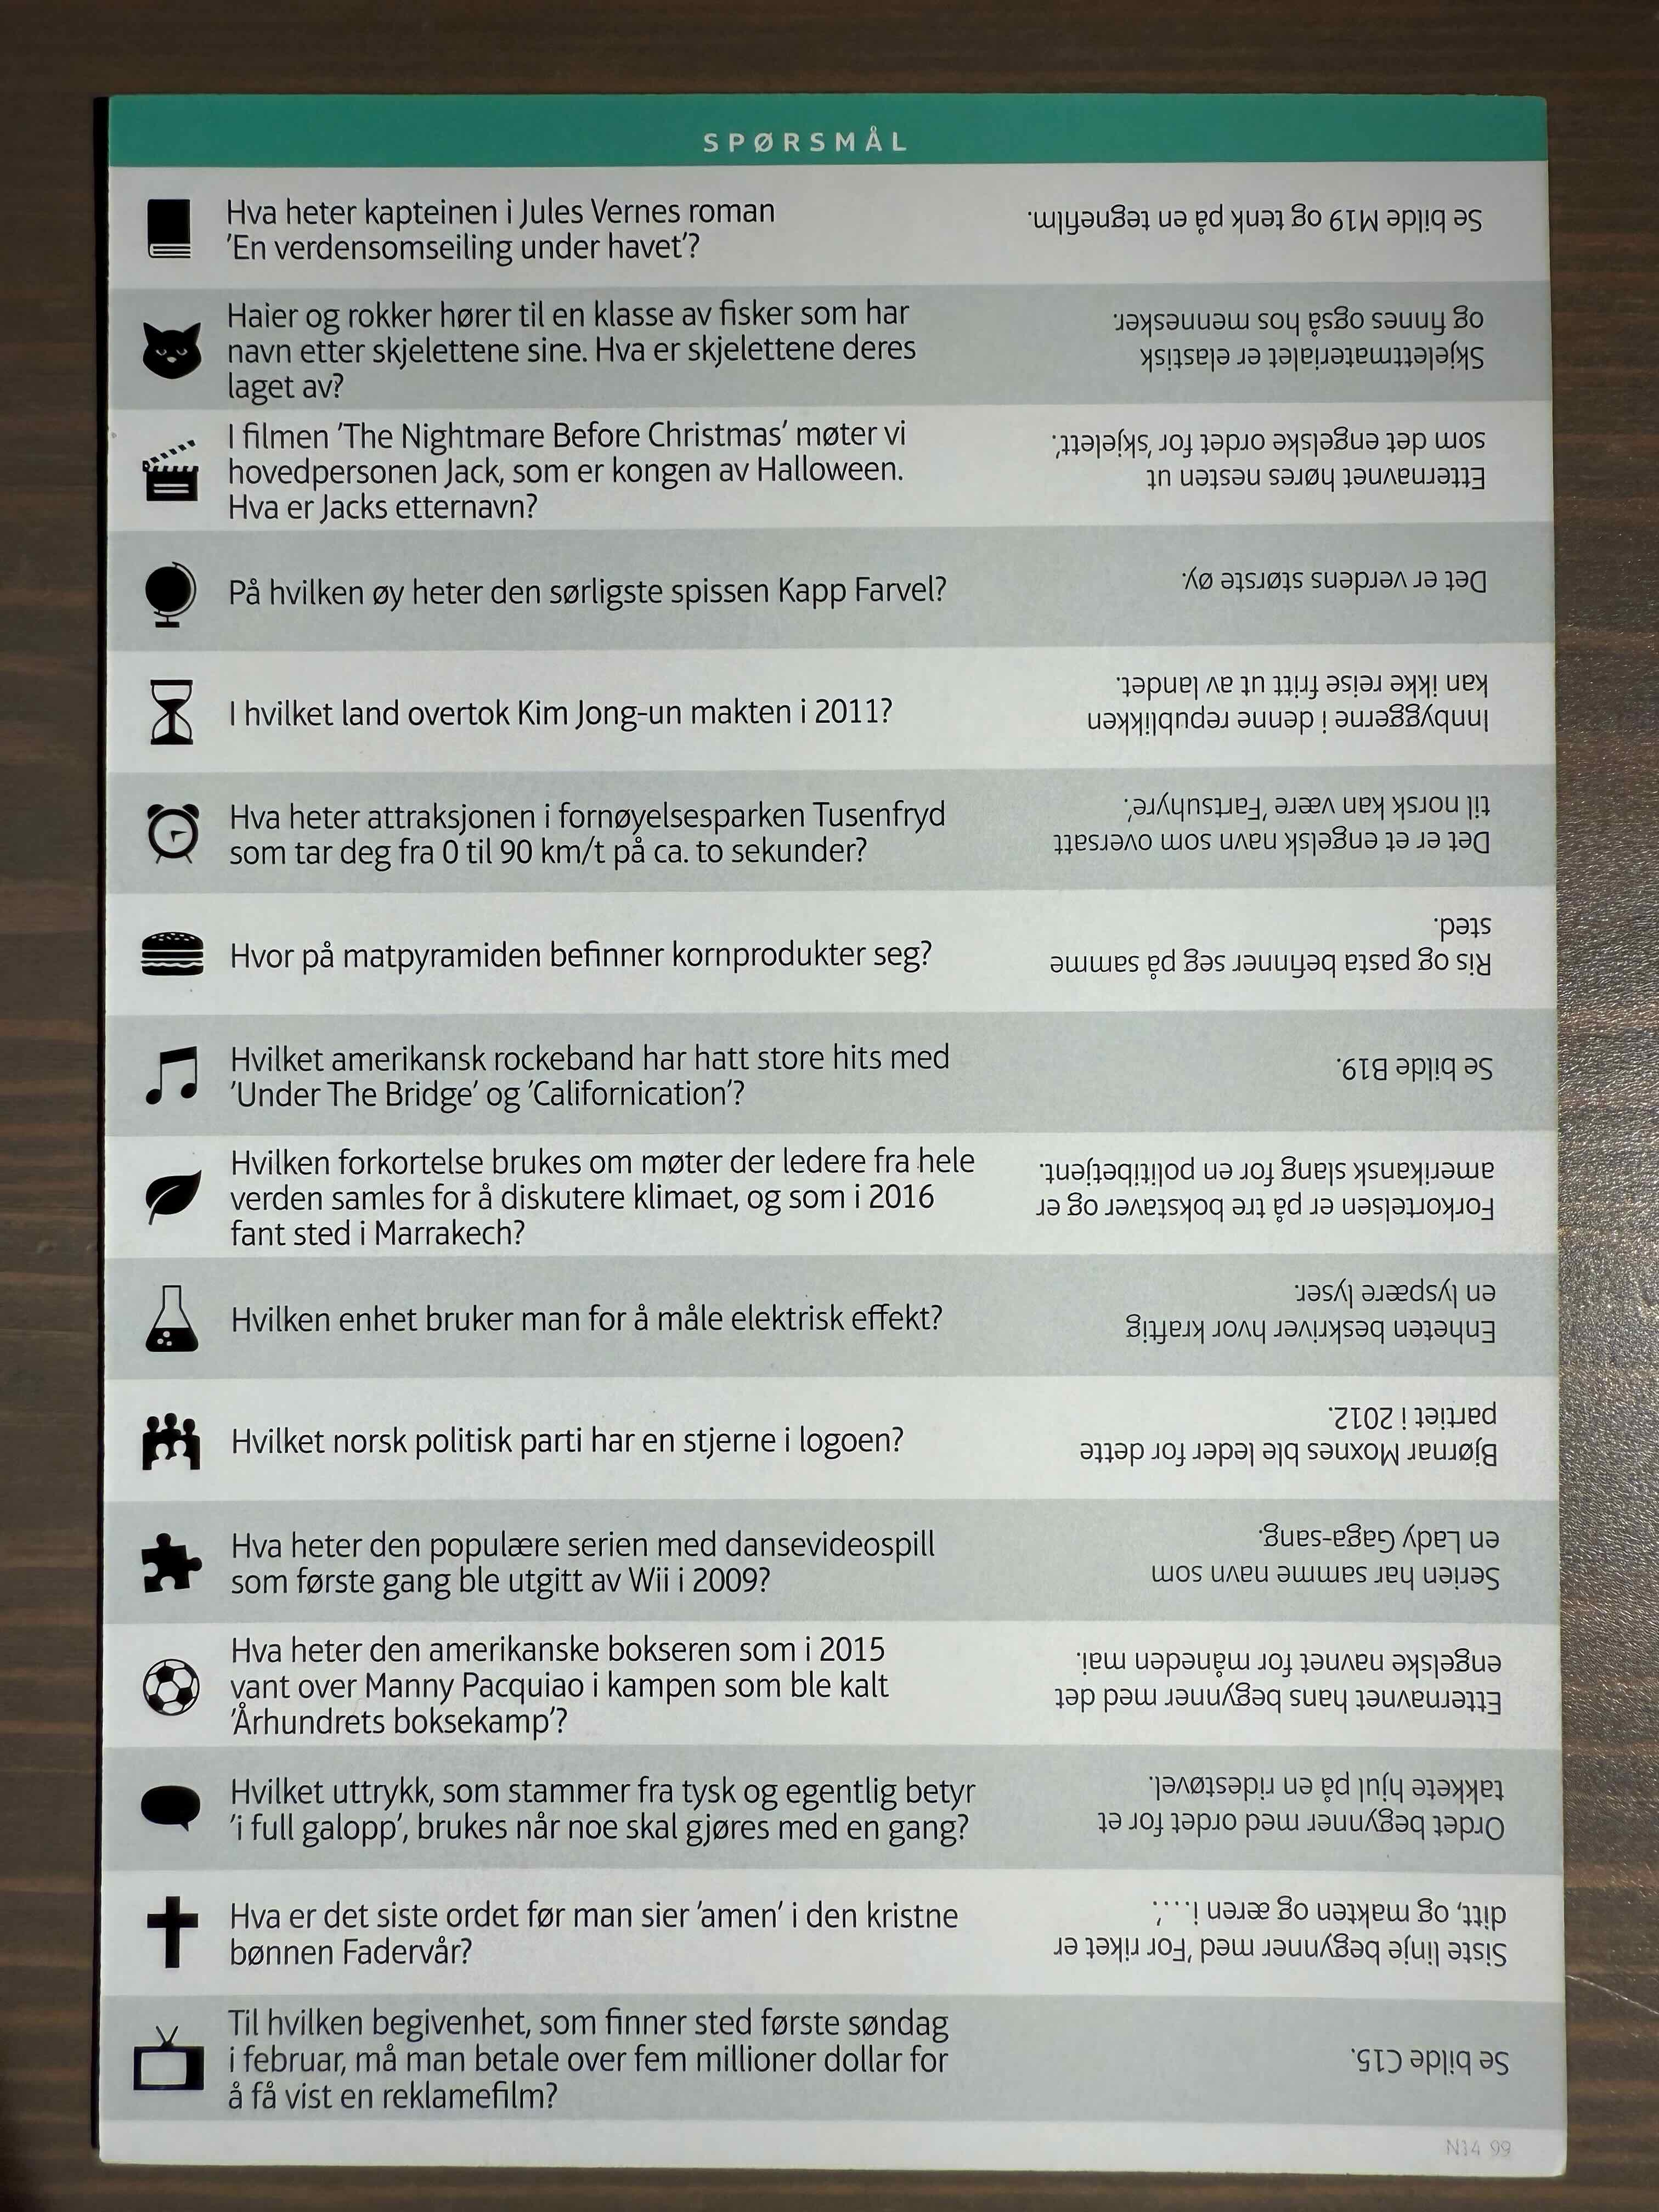 SPØRSMÅL
Hva heter kapteinen i Jules Vernes roman
'En verdensomseiling under havet'?
Se bilde M19 og tenk på en tegnefilm.
Haier og rokker hører til en klasse av fisker som har
navn etter skjelettene sine. Hva er skjelettene deres
laget av?
Skjelettmaterialet er elastisk
og finnes også hos mennesker.
I filmen 'The Nightmare Before Christmas' møter vi
hovedpersonen Jack, som er kongen av Halloween.
Hva er Jacks etternavn?
Etternavnet høres nesten ut
som det engelske ordet for 'skjelett'.
På hvilken øy heter den sørligste spissen Kapp Farvel?
Det er verdens største øy.
I hvilket land overtok Kim Jong-un makten i 2011?
Innbyggerne i denne republikken
kan ikke reise fritt ut av landet.
Hva heter attraksjonen i fornøyelsesparken Tusenfryd
som tar deg fra 0 til 90 km/t på ca. to sekunder?
Det er et engelsk navn som oversatt
til norsk kan være 'Fartsuhyre'.
Hvor på matpyramiden befinner kornprodukter seg?
Ris og pasta befinner seg på samme
sted.
Hvilket amerikansk rockeband har hatt store hits med
'Under The Bridge' og 'Californication'?
Se bilde B19.
Hvilken forkortelse brukes om møter der ledere fra hele
verden samles for å diskutere klimaet, og som i 2016
fant sted i Marrakech?
Forkortelsen er på tre bokstaver og er
amerikansk slang for en politibetjent.
Hvilken enhet bruker man for å måle elektrisk effekt?
Enheten beskriver hvor kraftig
en lyspære lyser.
Hvilket norsk politisk parti har en stjerne i logoen?
Bjørnar Moxnes ble leder for dette
partiet i 2012.
Hva heter den populære serien med dansevideospill
som første gang ble utgitt av Wii i 2009?
Serien har samme navn som
en Lady Gaga-sang.
Hva heter den amerikanske bokseren som i 2015
vant over Manny Pacquiao i kampen som ble kalt
'Århundrets boksekamp'?
Etternavnet hans begynner med det
engelske navnet for måneden mai.
Hvilket uttrykk, som stammer fra tysk og egentlig betyr
'i full galopp', brukes når noe skal gjøres med en gang?
Ordet begynner med ordet for et
takkete hjul på en ridestøvel.
Hva er det siste ordet før man sier 'amen' i den kristne
bønnen Fadervår?
Siste linje begynner med 'For riket er
ditt, og makten og æren i ....'.
Til hvilken begivenhet, som finner sted første søndag
i februar, må man betale over fem millioner dollar for
å få vist en reklamefilm?
Se bilde C15.
N14 99